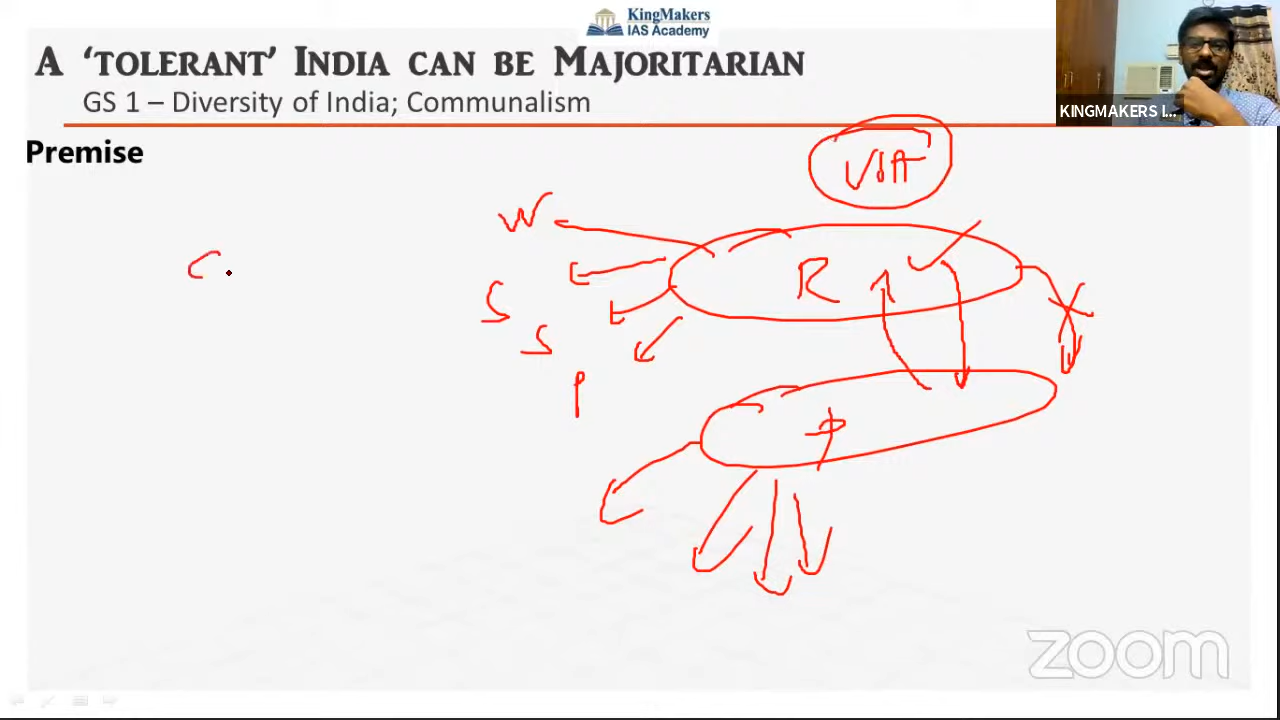 KingMakers
IAS Academy
A ‘tolerant’ India can be Majoritarian
GS 1 – Diversity of India; Communalism
KINGMAKERS I...
Premise
W
R
S
S
P
C
zoom